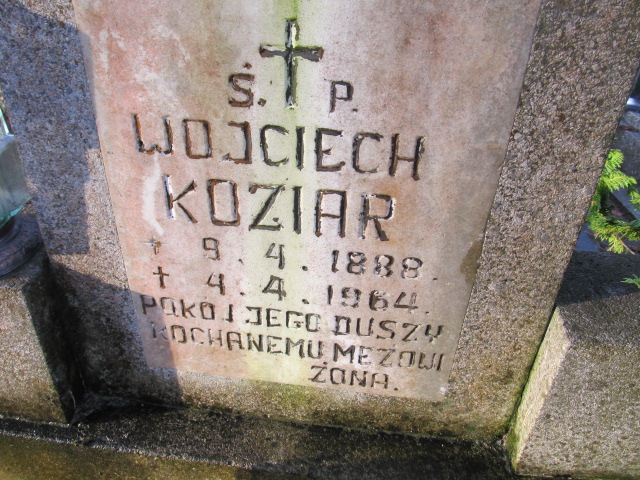 Ś. P.
WOJCIECH
KOZIAR
9. 4. 1888.
4. 4. 1964.
POKÓJ JEGO DUSZY
KOCHANEMU MĘŻOWI
ŻONA.